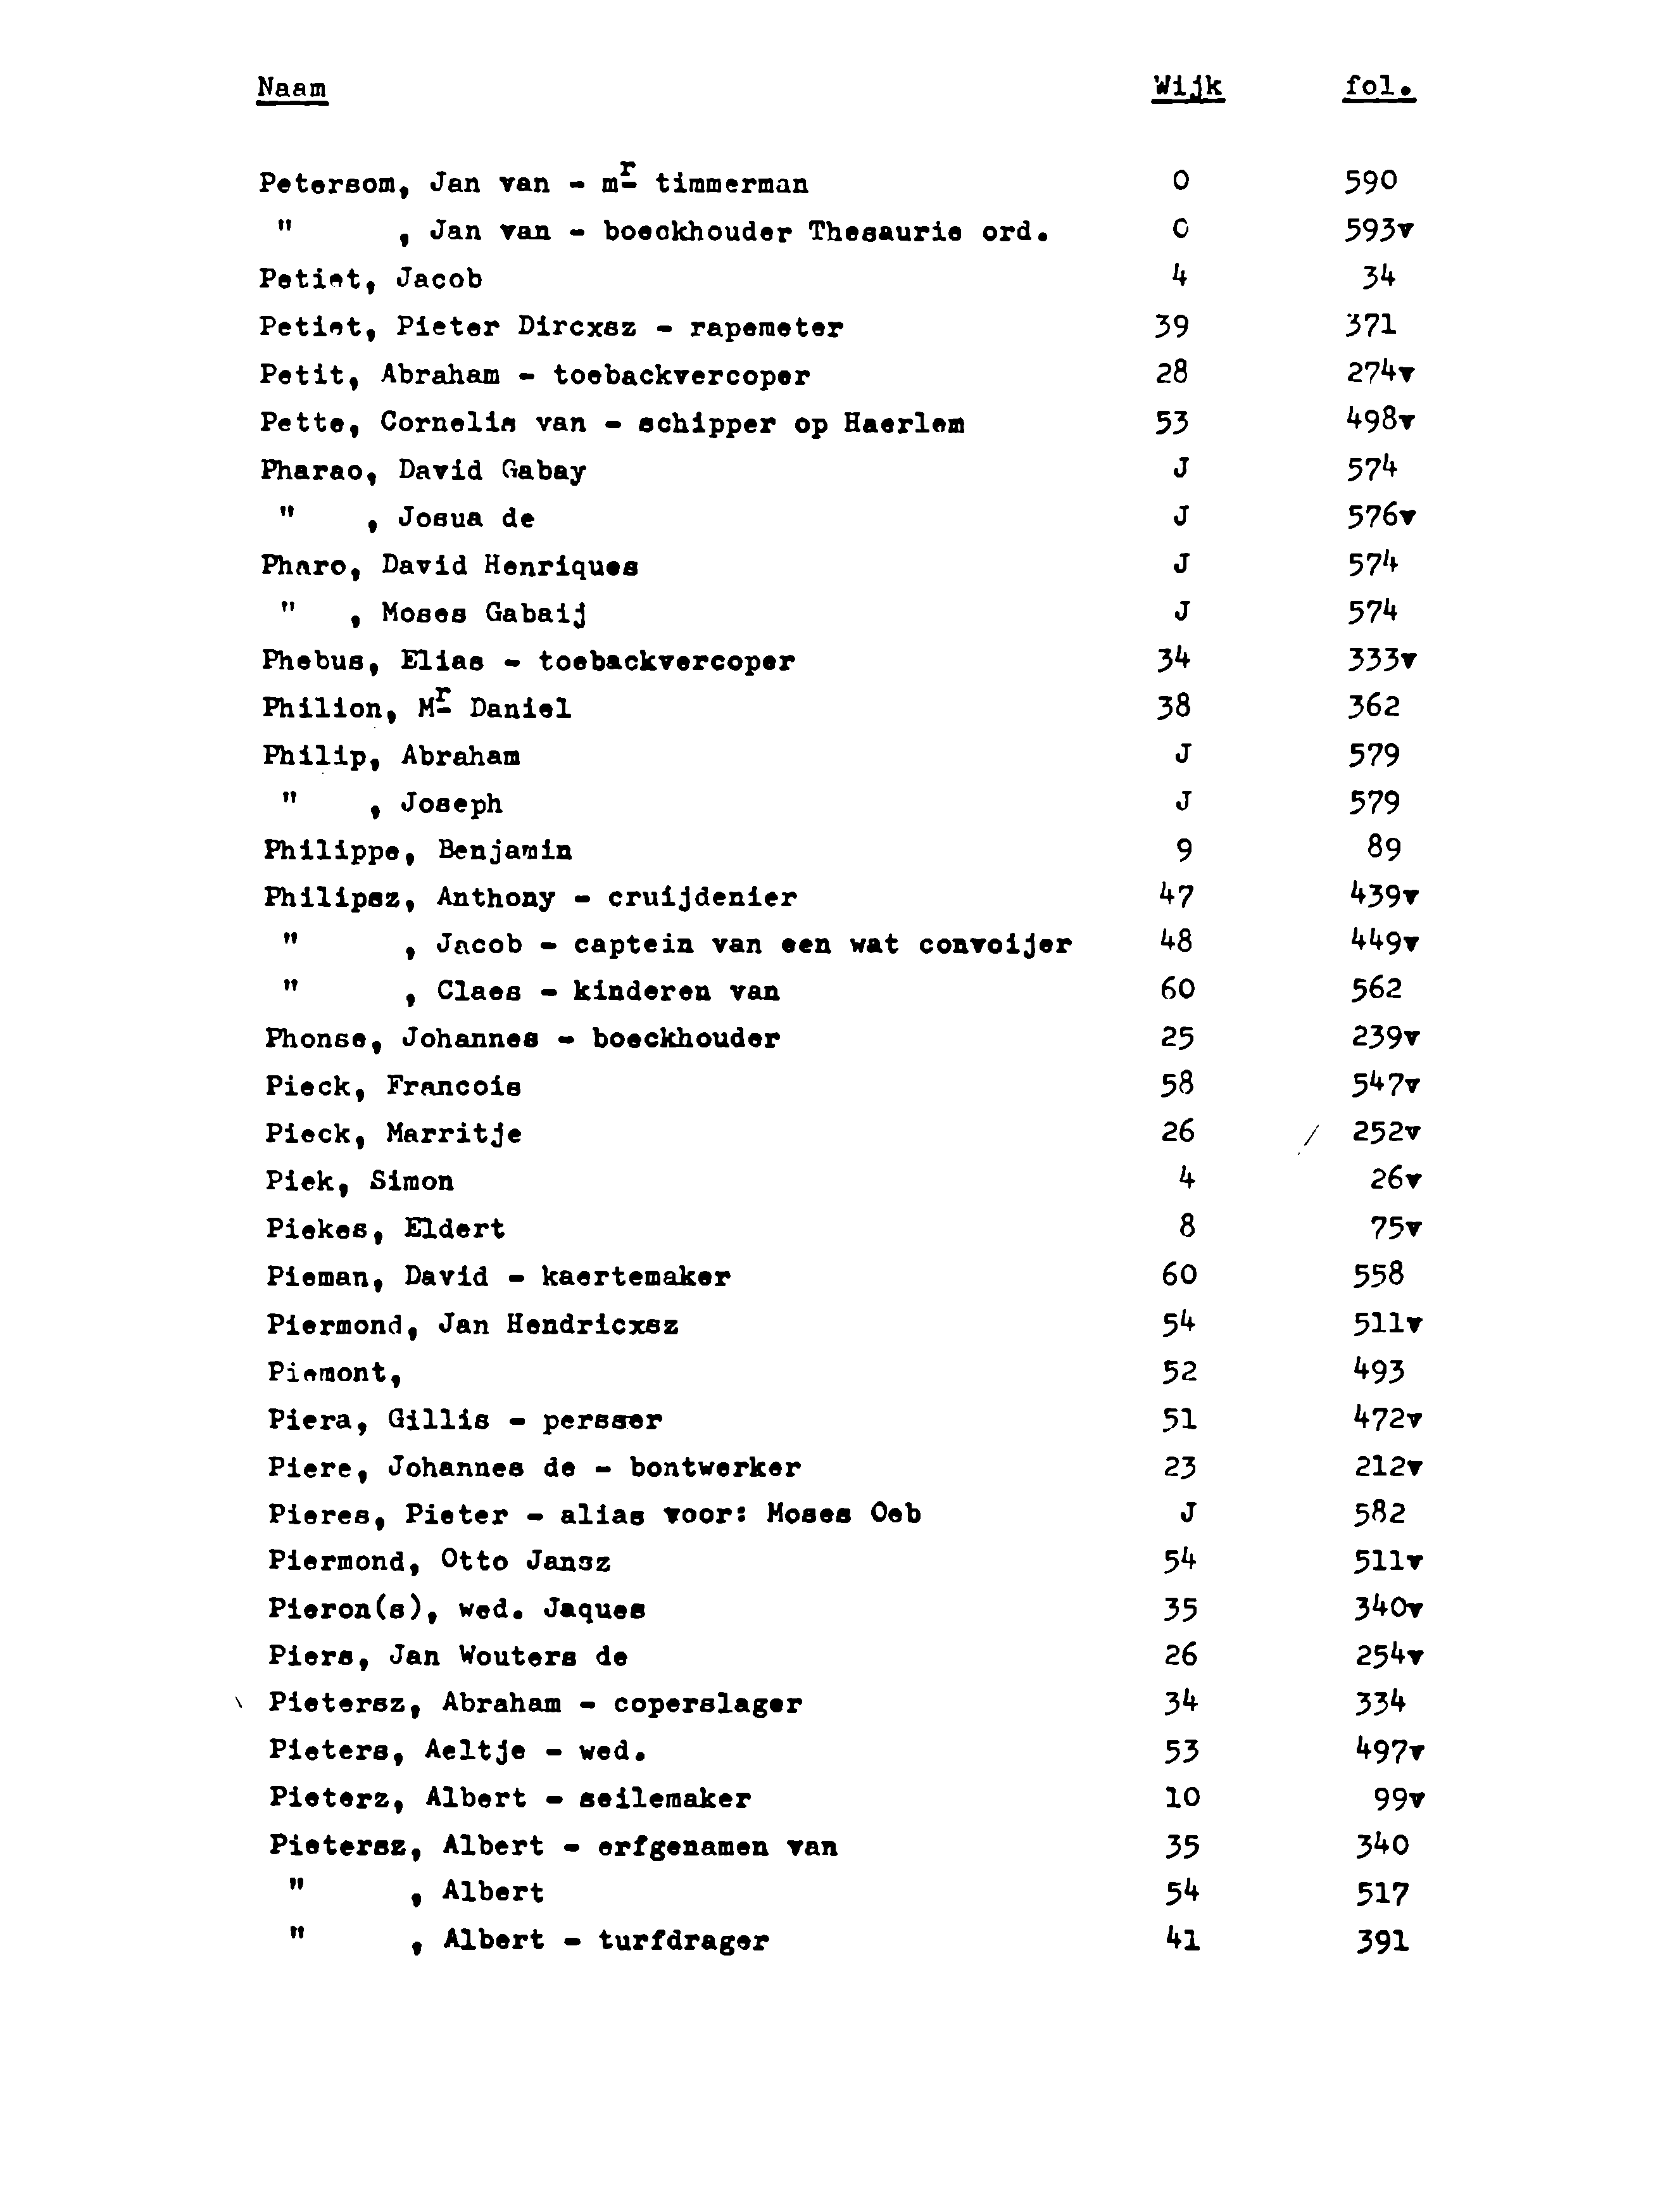 Naam Wijk fol.
Petersom, Jan van - mr timmerman O 590
" , Jan van - boeckhouder Thesaurie ord. O 593v
Petiet, Jacob 4 34
Petiet, Pieter Dircxsz - rapemeter 39 371
Petit, Abraham - toebackvercoper 28 274v
Pette, Cornelis van - schipper op Haerlem 53 498v
Pharao, David Gabay J 574
" , Josua de J 576v
Pharo, David Henriques J 574
" , Moses Gabaij J 574
Phebus, Elias - toebackvercoper 34 333v
Philion, Mr Daniel 38 362
Philip, Abraham J 579
" , Joseph J 579
Philippe, Benjamin 9 89
Philipsz, Anthony - cruijdenier 47 439v
" , Jacob - captein van een wat convoijer 48 449v
" , Claes - kinderen van 60 562
Phonse, Johannes - boeckhouder 25 239v
Pieck, Francois 58 547v
Pieck, Marritje 26 252v
Piek, Simon 4 26v
Piekes, Eldert 8 75v
Pieman, David - kaertemaker 60 558
Piermond, Jan Hendricxsz 54 511v
Piemont, 52 493
Piera, Gillis - persser 51 472v
Piere, Johannes de - bontwerker 23 212v
Pieres, Pieter - alias voor: Moses Oeb J 582
Piermond, Otto Jansz 54 511v
Pieron(s), wed. Jaques 35 340v
Piers, Jan Wouters de 26 254v
Pietersz, Abraham - coperslager 34 334
Pieters, Aeltje - wed. 53 497v
Pieterz, Albert - seilemaker 10 99v
Pietersz, Albert - erfgenamen van 35 340
" , Albert 54 517
" , Albert - turfdrager 41 391